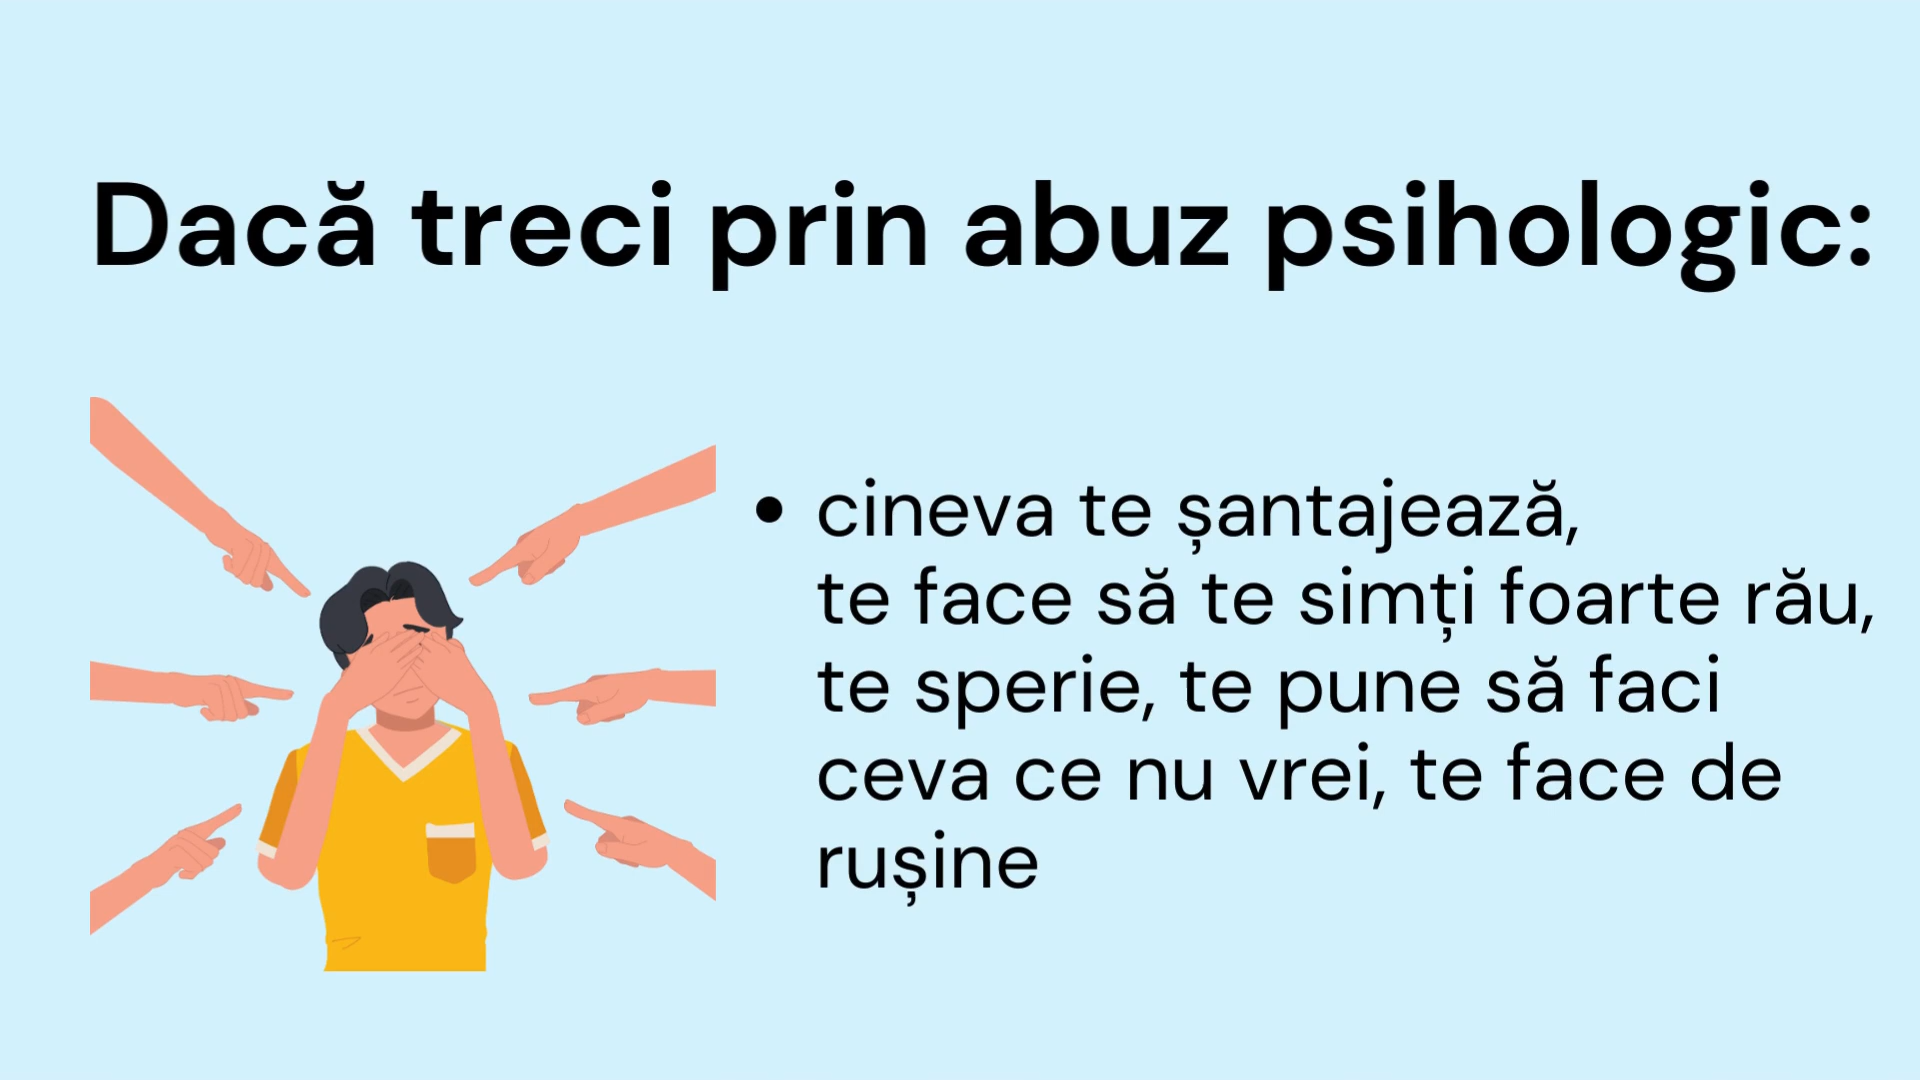 Dacă treci prin abuz psihologic:
• cineva te șantajează,
te face să te simți foarte rău,
te sperie, te pune să faci
ceva ce nu vrei, te face de
rușine